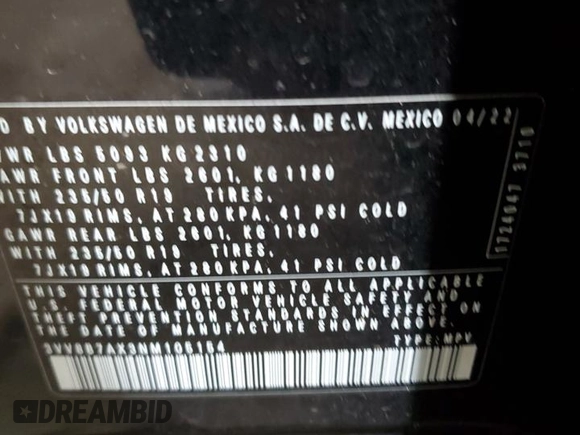 D BY VOLKSWAGEN DE MEXICO S.A. DE C.V. MEXICO 04/22
WR LBS 5093 KG 2310
AWR FRONT LBS 2601, KG 1180
ITH 235/50 R19 TIRES.
7JX19 RIMS, AT 280 KPA, 41 PSI COLD
GAWR REAR LBS 2601, KG 1180
WITH 235/50 R19 TIRES.
7JX19 RIMS, AT 280 KPA, 41 PSI COLD
THIS VEHICLE CONFORMS TO ALL APPLICABLE
U.S. FEDERAL MOTOR VEHICLE SAFETY AND
THEFT PREVENTION STANDARDS IN EFFECT ON
THE DATE OF MANUFACTURE SHOWN ABOVE.
TYPE: MPV
3710
DREAMBID